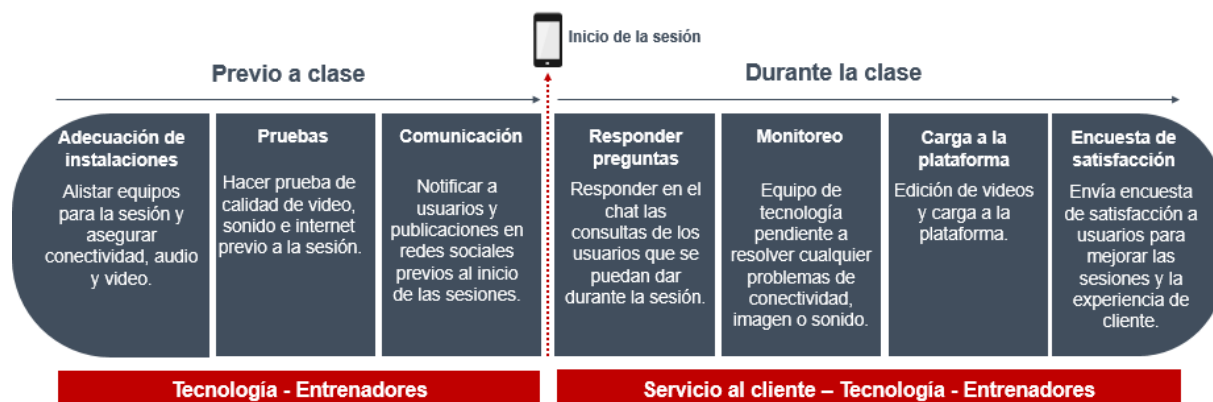 Inicio de la sesión
Previo a clase
Durante la clase
Adecuación de
instalaciones
Alistar equipos
para la sesión y
asegurar
conectividad, audio
y video.
Pruebas
Hacer prueba de
calidad de video,
sonido e internet
previo a la sesión.
Comunicación
Notificar a
usuarios y
publicaciones en
redes sociales
previos al inicio
de las sesiones.
Responder
preguntas
Responder en el
chat las
consultas de los
usuarios que se
puedan dar
durante la sesión.
Monitoreo
Equipo de
tecnología
pendiente a
resolver cualquier
problemas de
conectividad,
imagen o sonido.
Carga a la
plataforma
Edición de videos
y carga a la
plataforma.
Encuesta de
satisfacción
Envía encuesta
de satisfacción a
usuarios para
mejorar las
sesiones y la
experiencia de
cliente.
Tecnología - Entrenadores
Servicio al cliente – Tecnología - Entrenadores